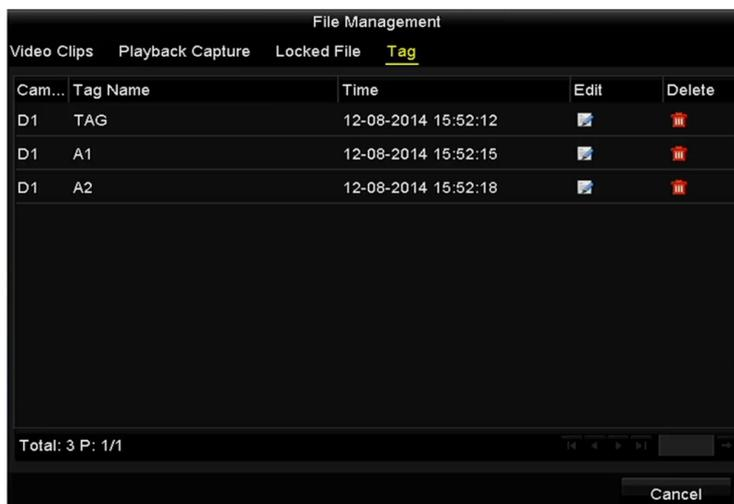 File Management
Video Clips Playback Capture Locked File Tag
Cam... Tag Name Time Edit Delete
D1 TAG 12-08-2014 15:52:12
D1 A1 12-08-2014 15:52:15
D1 A2 12-08-2014 15:52:18
Total: 3 P: 1/1
Cancel